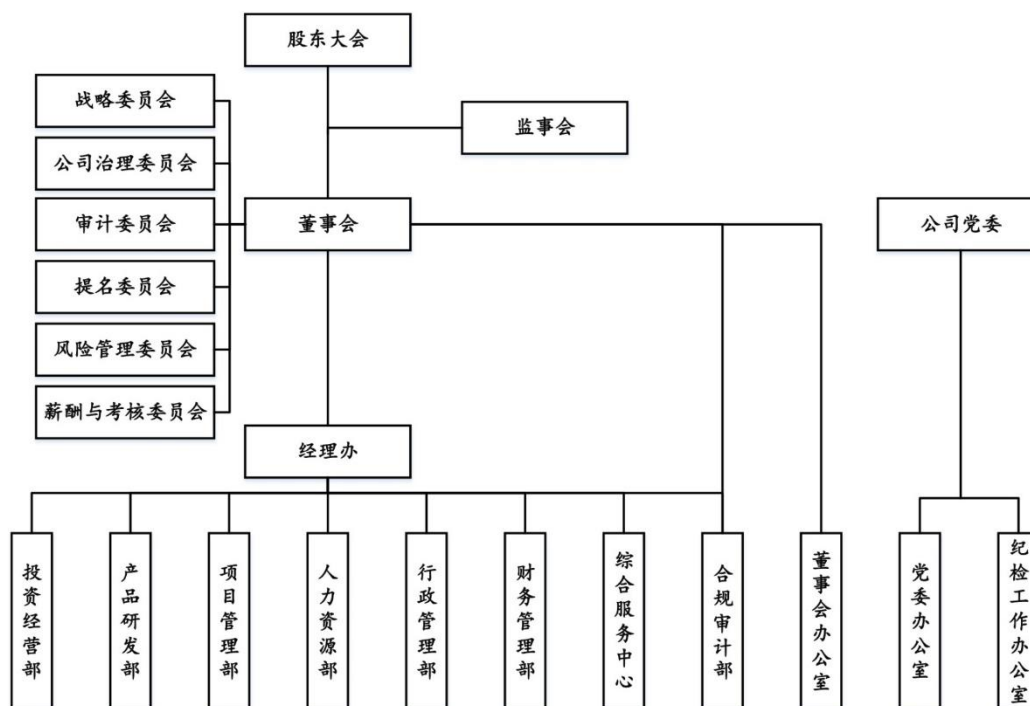 股东大会
战略委员会
监事会
公司治理委员会
审计委员会
董事会
公司党委
提名委员会
风险管理委员会
薪酬与考核委员会
经理办
投资经营部
产品研发部
项目管理部
人力资源部
行政管理部
财务管理部
综合服务中心
合规审计部
董事会办公室
党委办公室
纪检工作办公室